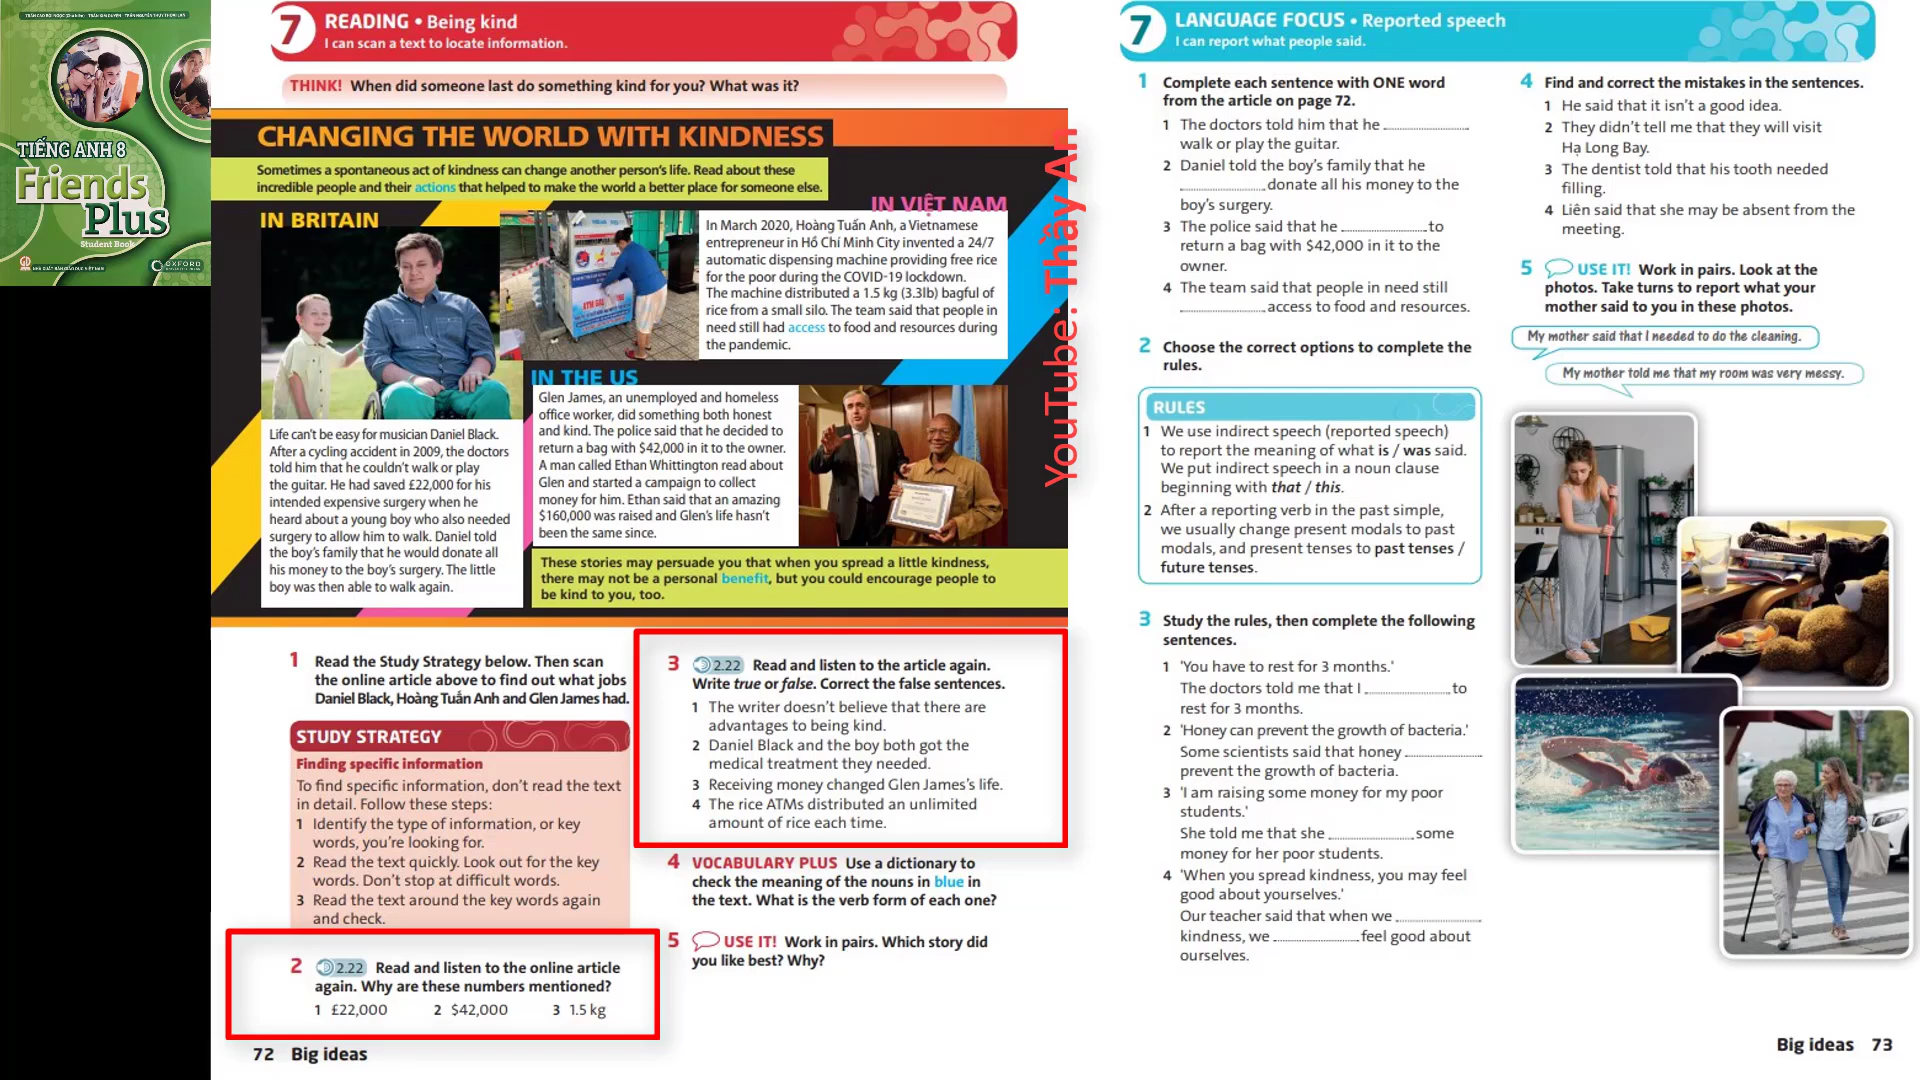 TRẦN CAO BỘI NGỌC (Chủ biên) - TRẦN KIM DUYÊN - TRẦN NGUYỄN THUỴ THUỲ LAN
TIẾNG ANH 8
Friends
Plus
Student Book
NHÀ XUẤT BẢN GIÁO DỤC VIỆT NAM
OXFORD
7
READING • Being kind
I can scan a text to locate information.
THINK! When did someone last do something kind for you? What was it?
CHANGING THE WORLD WITH KINDNESS
Sometimes a spontaneous act of kindness can change another person's life. Read about these
incredible people and their actions that helped to make the world a better place for someone else.
IN BRITAIN
Life can't be easy for musician Daniel Black.
After a cycling accident in 2009, the doctors
told him that he couldn't walk or play
the guitar. He had saved £22,000 for his
intended expensive surgery when he
heard about a young boy who also needed
surgery to allow him to walk. Daniel told
the boy's family that he would donate all
his money to the boy's surgery. The little
boy was then able to walk again.
IN VIỆT NAM
In March 2020, Hoàng Tuấn Anh, a Vietnamese
entrepreneur in Hồ Chí Minh City invented a 24/7
automatic dispensing machine providing free rice
for the poor during the COVID-19 lockdown.
The machine distributed a 1.5 kg (3.3lb) bagful of
rice from a small silo. The team said that people in
need still had access to food and resources during
the pandemic.
IN THE US
Glen James, an unemployed and homeless
office worker, did something both honest
and kind. The police said that he decided to
return a bag with $42,000 in it to the owner.
A man called Ethan Whittington read about
Glen and started a campaign to collect
money for him. Ethan said that an amazing
$160,000 was raised and Glen's life hasn't
been the same since.
These stories may persuade you that when you spread a little kindness,
there may not be a personal benefit, but you could encourage people to
be kind to you, too.
YouTube: Thầy An
1 Read the Study Strategy below. Then scan
the online article above to find out what jobs
Daniel Black, Hoàng Tuấn Anh and Glen James had.
STUDY STRATEGY
Finding specific information
To find specific information, don't read the text
in detail. Follow these steps:
1 Identify the type of information, or key
words, you're looking for.
2 Read the text quickly. Look out for the key
words. Don't stop at difficult words.
3 Read the text around the key words again
and check.
2 2.22 Read and listen to the online article
again. Why are these numbers mentioned?
1 £22,000 2 $42,000 3 1.5 kg
3 2.22 Read and listen to the article again.
Write true or false. Correct the false sentences.
1 The writer doesn't believe that there are
advantages to being kind.
2 Daniel Black and the boy both got the
medical treatment they needed.
3 Receiving money changed Glen James's life.
4 The rice ATMs distributed an unlimited
amount of rice each time.
4 VOCABULARY PLUS Use a dictionary to
check the meaning of the nouns in blue in
the text. What is the verb form of each one?
5 USE IT! Work in pairs. Which story did
you like best? Why?
72 Big ideas
7
LANGUAGE FOCUS • Reported speech
I can report what people said.
1 Complete each sentence with ONE word
from the article on page 72.
1 The doctors told him that he ....................
walk or play the guitar.
2 Daniel told the boy's family that he
.................... donate all his money to the
boy's surgery.
3 The police said that he .................... to
return a bag with $42,000 in it to the
owner.
4 The team said that people in need still
.................... access to food and resources.
2 Choose the correct options to complete the
rules.
RULES
1 We use indirect speech (reported speech)
to report the meaning of what is / was said.
We put indirect speech in a noun clause
beginning with that / this.
2 After a reporting verb in the past simple,
we usually change present modals to past
modals, and present tenses to past tenses /
future tenses.
3 Study the rules, then complete the following
sentences.
1 'You have to rest for 3 months.'
The doctors told me that I .................... to
rest for 3 months.
2 'Honey can prevent the growth of bacteria.'
Some scientists said that honey ....................
prevent the growth of bacteria.
3 'I am raising some money for my poor
students.'
She told me that she .................... some
money for her poor students.
4 'When you spread kindness, you may feel
good about yourselves.'
Our teacher said that when we ....................
kindness, we .................... feel good about
ourselves.
4 Find and correct the mistakes in the sentences.
1 He said that it isn't a good idea.
2 They didn't tell me that they will visit
Hạ Long Bay.
3 The dentist told that his tooth needed
filling.
4 Liên said that she may be absent from the
meeting.
5 USE IT! Work in pairs. Look at the
photos. Take turns to report what your
mother said to you in these photos.
My mother said that I needed to do the cleaning.
My mother told me that my room was very messy.
Big ideas 73